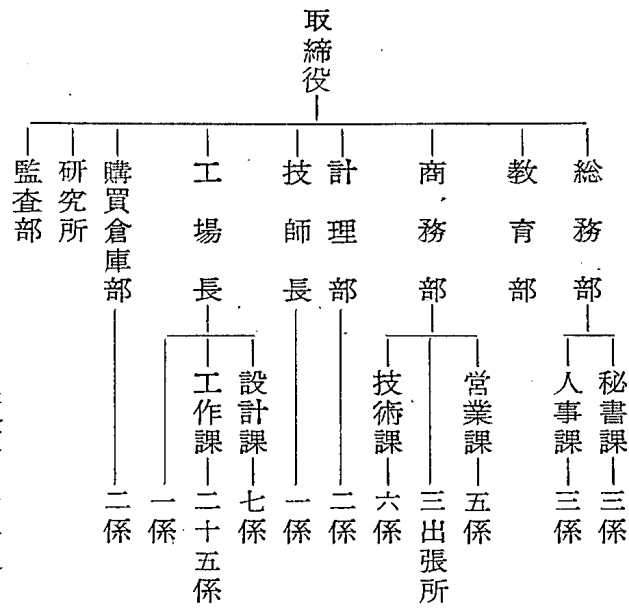 取締役
総務部
教育部
商務部
計理部
技師長
工場長
購買倉庫部
研究所
監査部
秘書課
人事課
営業課
技術課
設計課
工作課
三係
三係
五係
三出張所
六係
二係
一係
七係
二十五係
一係
二係